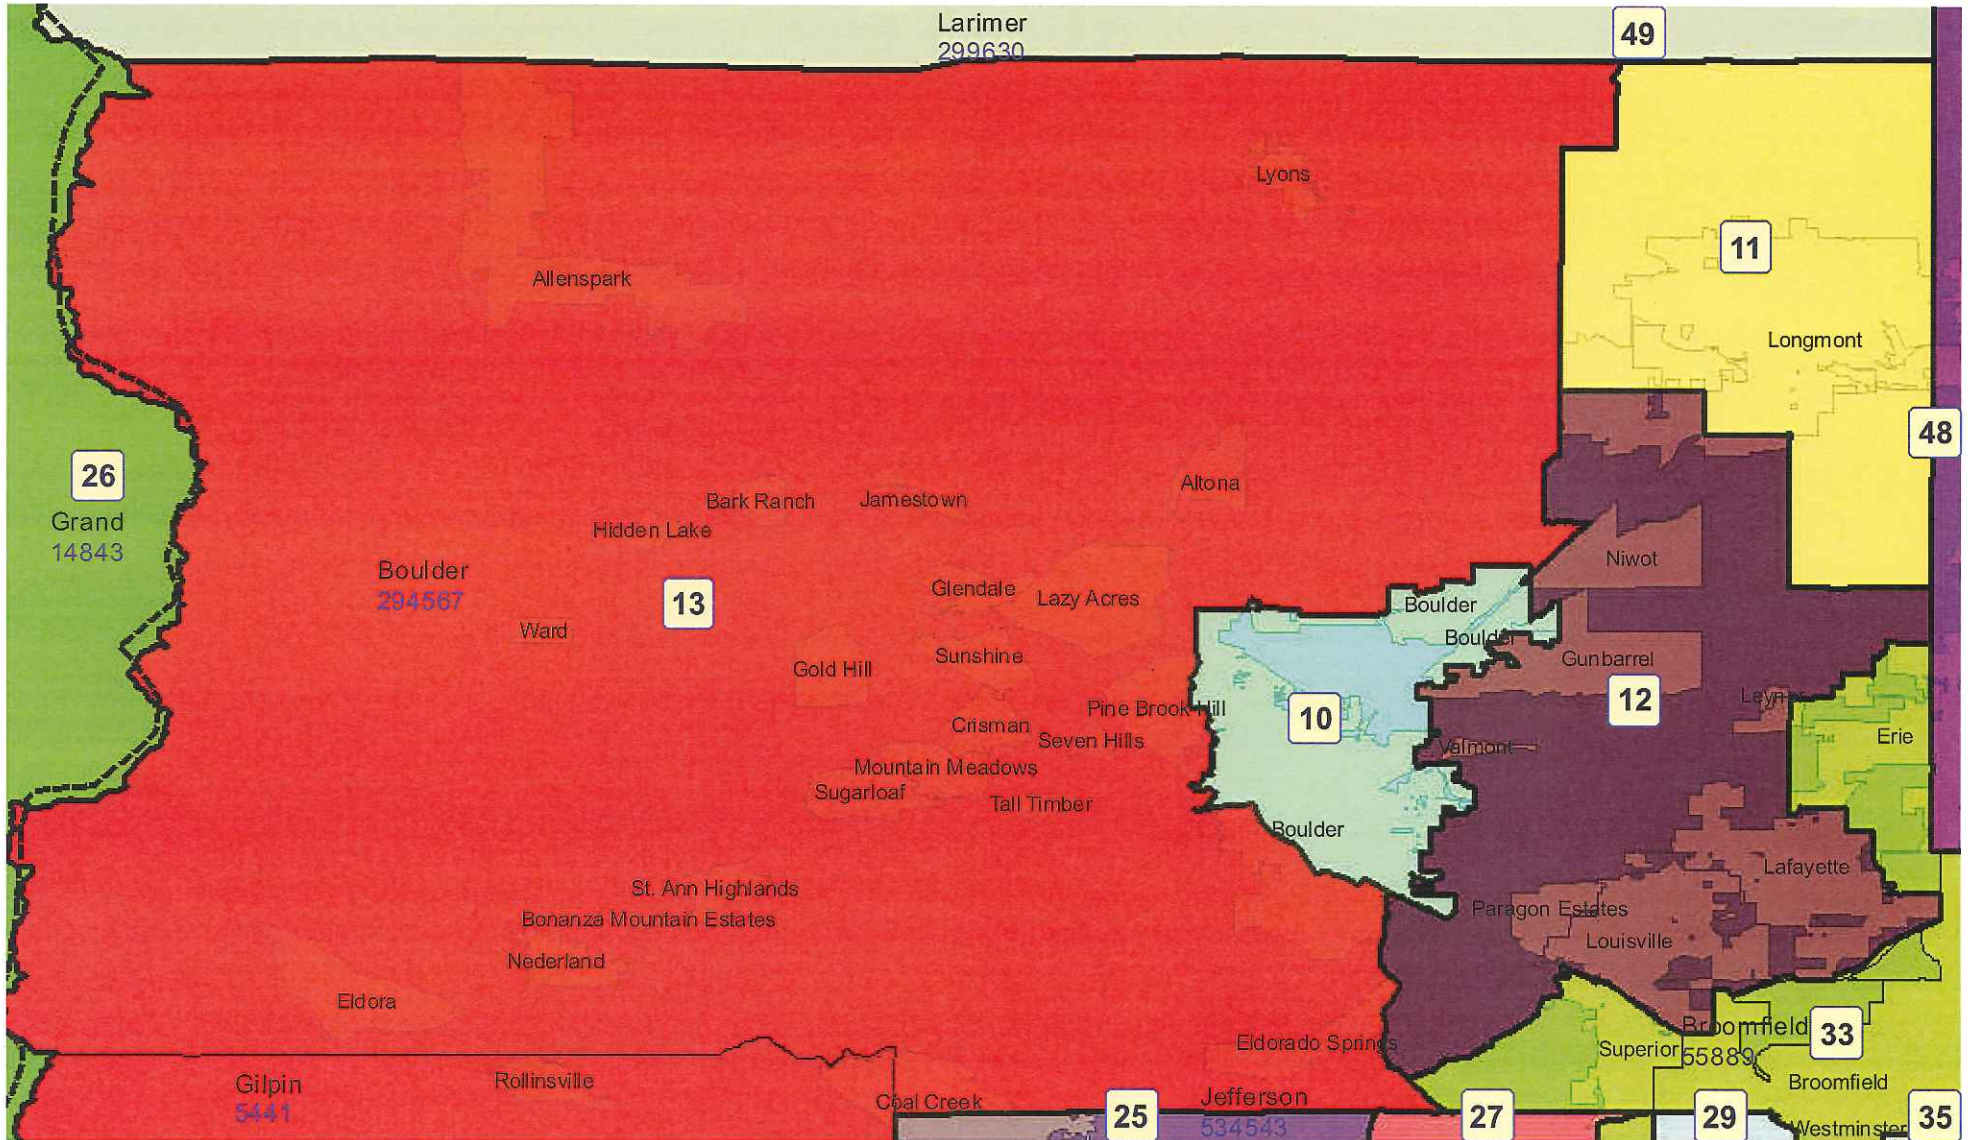 Larimer
299630
49
Lyons
11
Allenspark
Longmont
48
26
Grand
14843
Altona
Bark Ranch
Jamestown
Hidden Lake
Niwot
Boulder
294567
13
Glendale
Lazy Acres
Boulder
Boulder
Ward
Gunbarrel
Sunshine
Gold Hill
12
Leyner
Pine Brook Hill
10
Crisman
Seven Hills
Erie
Valmont
Mountain Meadows
Sugarloaf
Tall Timber
Boulder
Lafayette
St. Ann Highlands
Bonanza Mountain Estates
Paragon Estates
Louisville
Nederland
Eldora
Broomfield
55889
33
Eldorado Springs
Superior
Gilpin
5441
Rollinsville
Broomfield
Coal Creek
Jefferson
534543
25
27
29
35
Westminster